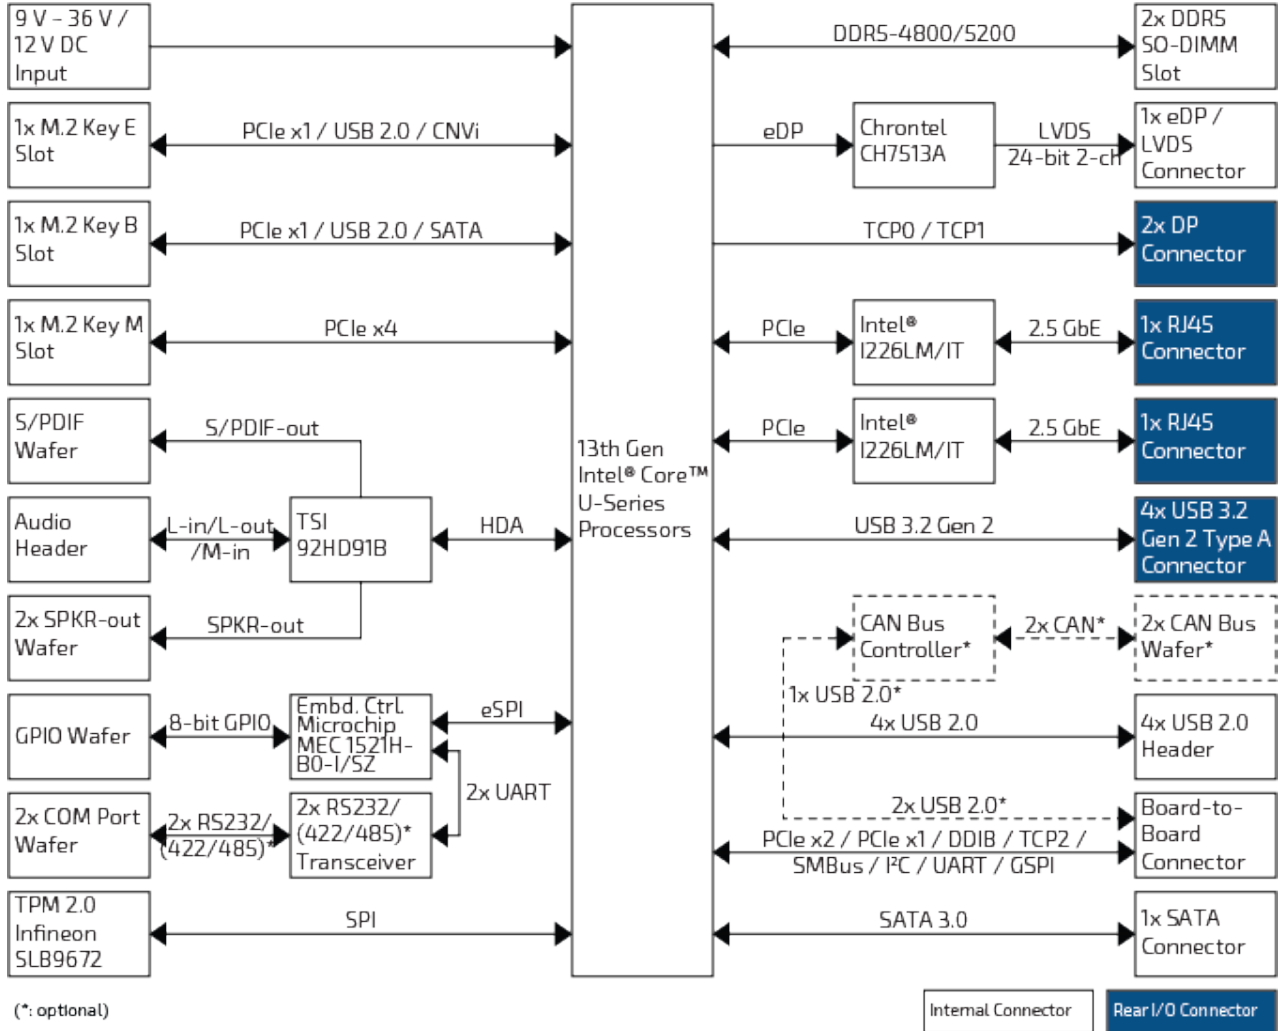 9 V – 36 V /
12 V DC
Input
DDR5-4800/5200
2x DDR5
SO-DIMM
Slot
1x M.2 Key E
Slot
PCIe x1 / USB 2.0 / CNVi
eDP
Chrontel
CH7513A
LVDS
24-bit 2-ch
1x eDP /
LVDS
Connector
1x M.2 Key B
Slot
PCIe x1 / USB 2.0 / SATA
TCP0 / TCP1
2x DP
Connector
1x M.2 Key M
Slot
PCIe x4
PCIe
Intel®
I226LM/IT
2.5 GbE
1x RJ45
Connector
S/PDIF
Wafer
S/PDIF-out
13th Gen
Intel® Core™
U-Series
Processors
PCIe
Intel®
I226LM/IT
2.5 GbE
1x RJ45
Connector
Audio
Header
L-in/L-out
/M-in
TSI
92HD91B
HDA
USB 3.2 Gen 2
4x USB 3.2
Gen 2 Type A
Connector
2x SPKR-out
Wafer
SPKR-out
CAN Bus
Controller*
2x CAN*
2x CAN Bus
Wafer*
1x USB 2.0*
GPIO Wafer
8-bit GPIO
Embd. Ctrl.
Microchip
MEC 1521H-
B0-I/SZ
eSPI
4x USB 2.0
4x USB 2.0
Header
2x UART
2x COM Port
Wafer
2x RS232/
(422/485)*
2x RS232/
(422/485)*
Transceiver
2x USB 2.0*
PCIe x2 / PCIe x1 / DDIB / TCP2 /
SMBus / I²C / UART / GSPI
Board-to-
Board
Connector
TPM 2.0
Infineon
SLB9672
SPI
SATA 3.0
1x SATA
Connector
(*: optional)
Internal Connector
Rear I/O Connector